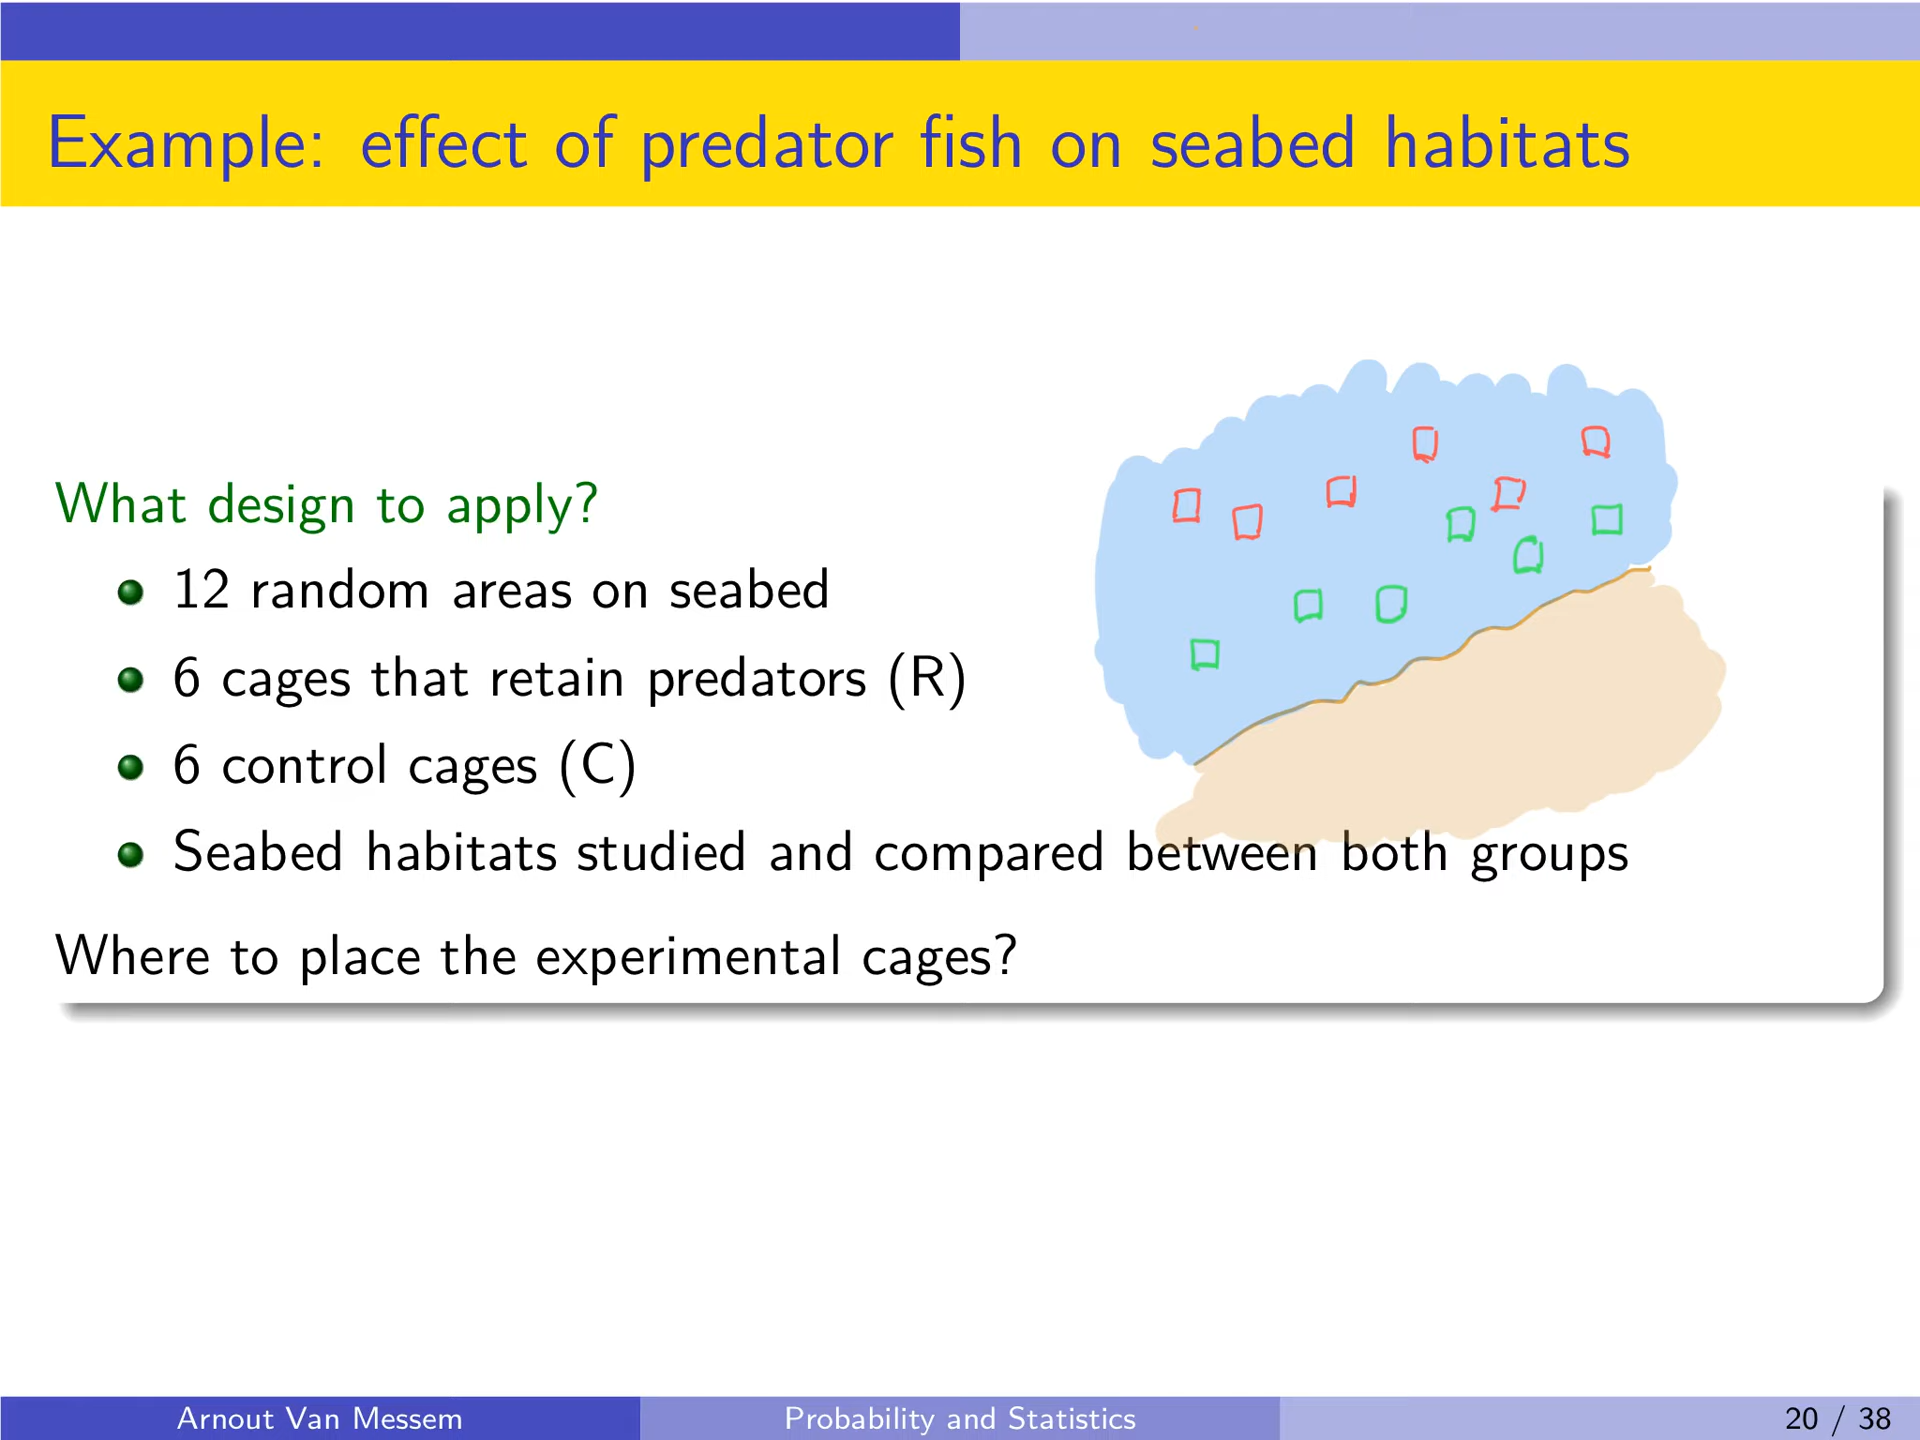 Example: effect of predator fish on seabed habitats
What design to apply?
12 random areas on seabed
6 cages that retain predators (R)
6 control cages (C)
Seabed habitats studied and compared between both groups
Where to place the experimental cages?
Arnout Van Messem
Probability and Statistics
20 / 38